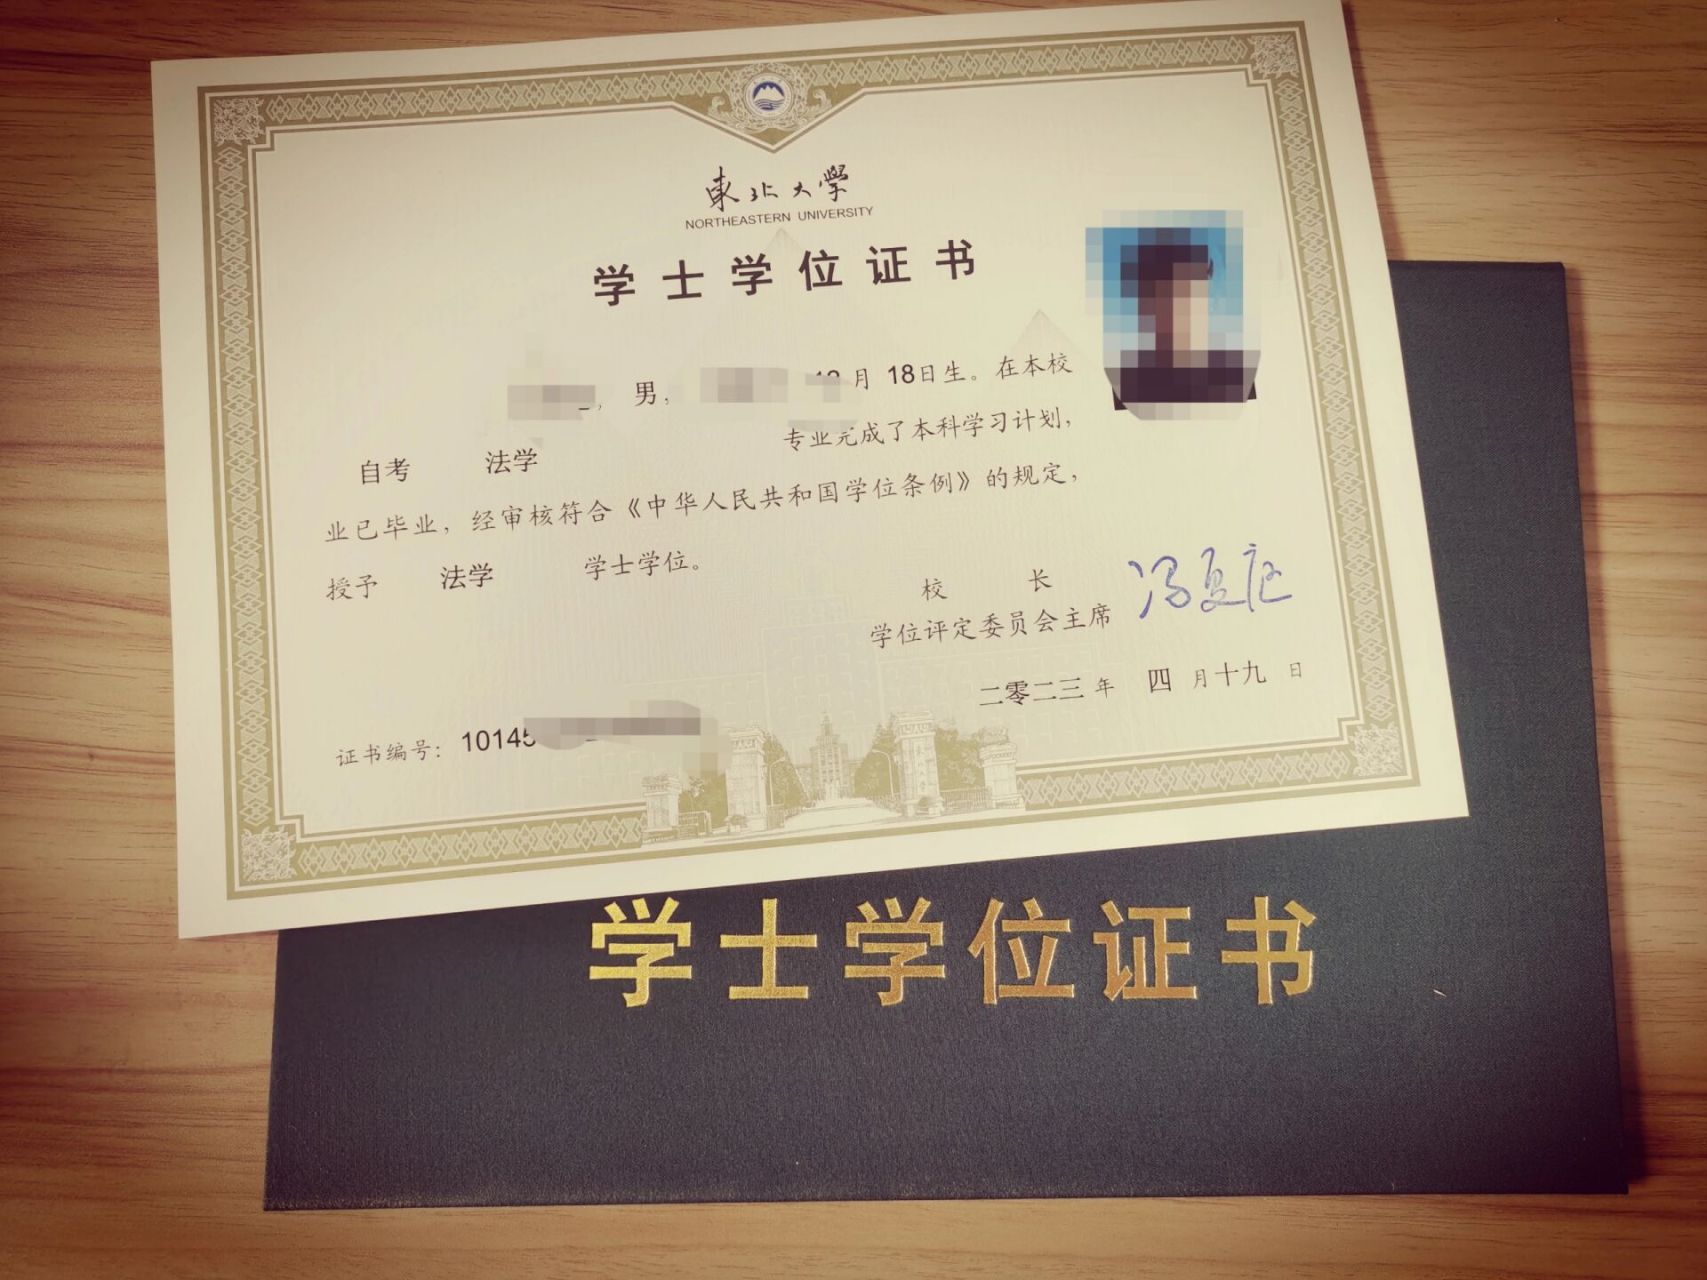 東北大學
NORTHEASTERN UNIVERSITY
学士学位证书
，男，
月 18日生。在本校
自考 法学 专业完成了本科学习计划，
业已毕业，经审核符合《中华人民共和国学位条例》的规定，
授予 法学 学士学位。
校 长
学位评定委员会主席
冯夏庭
二零二三年 四月十九日
证书编号：10145
学士学位证书